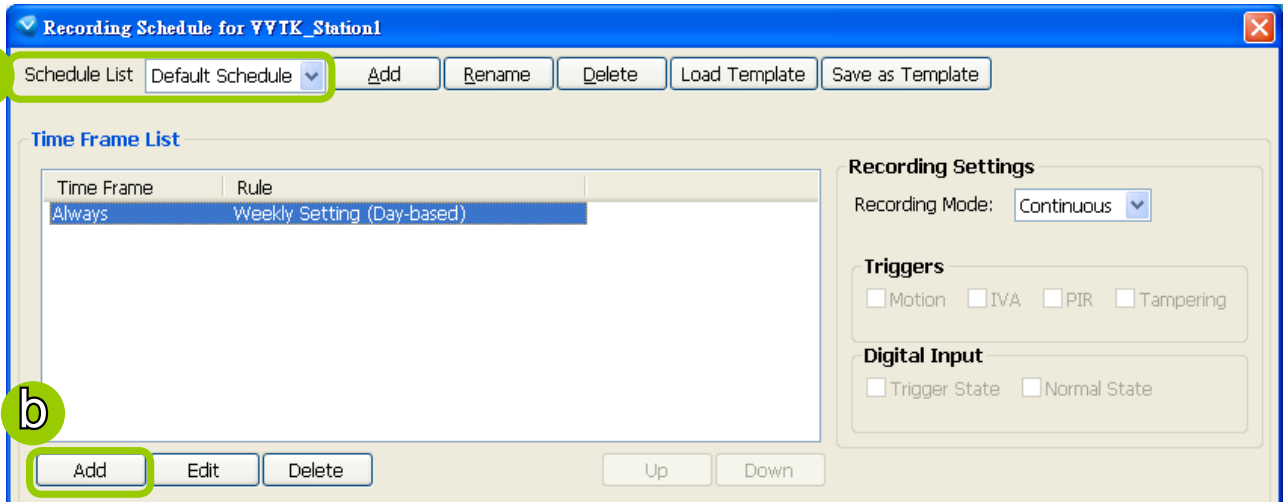 Recording Schedule for VVTK_Station1
Schedule List Default Schedule Add Rename Delete Load Template Save as Template
Time Frame List
Time Frame Rule
Always Weekly Setting (Day-based)
Recording Settings
Recording Mode: Continuous
Triggers
Motion IVA PIR Tampering
Digital Input
Trigger State Normal State
b
Add Edit Delete Up Down